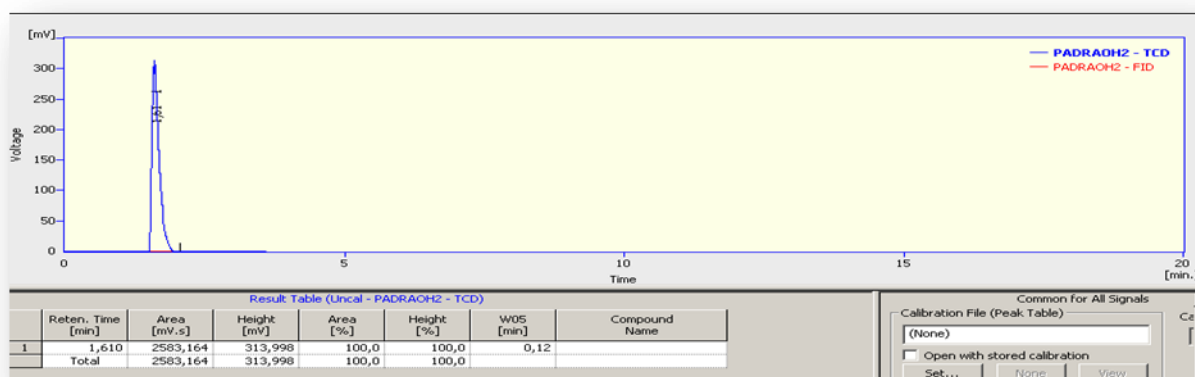 [mV]
PADRAOH2 - TCD
PADRAOH2 - FID
300
250
200
150
100
50
0
Voltage
1,61 1
0 5 10 15 20
Time
[min.
Result Table (Uncal - PADRAOH2 - TCD)
Reten. Time [min] Area [mV.s] Height [mV] Area [%] Height [%] W05 [min] Compound Name
1 1,610 2583,164 313,998 100,0 100,0 0,12
Total 2583,164 313,998 100,0 100,0
Common for All Signals
Calibration File (Peak Table)
(None)
Open with stored calibration
Set... None View
Ca